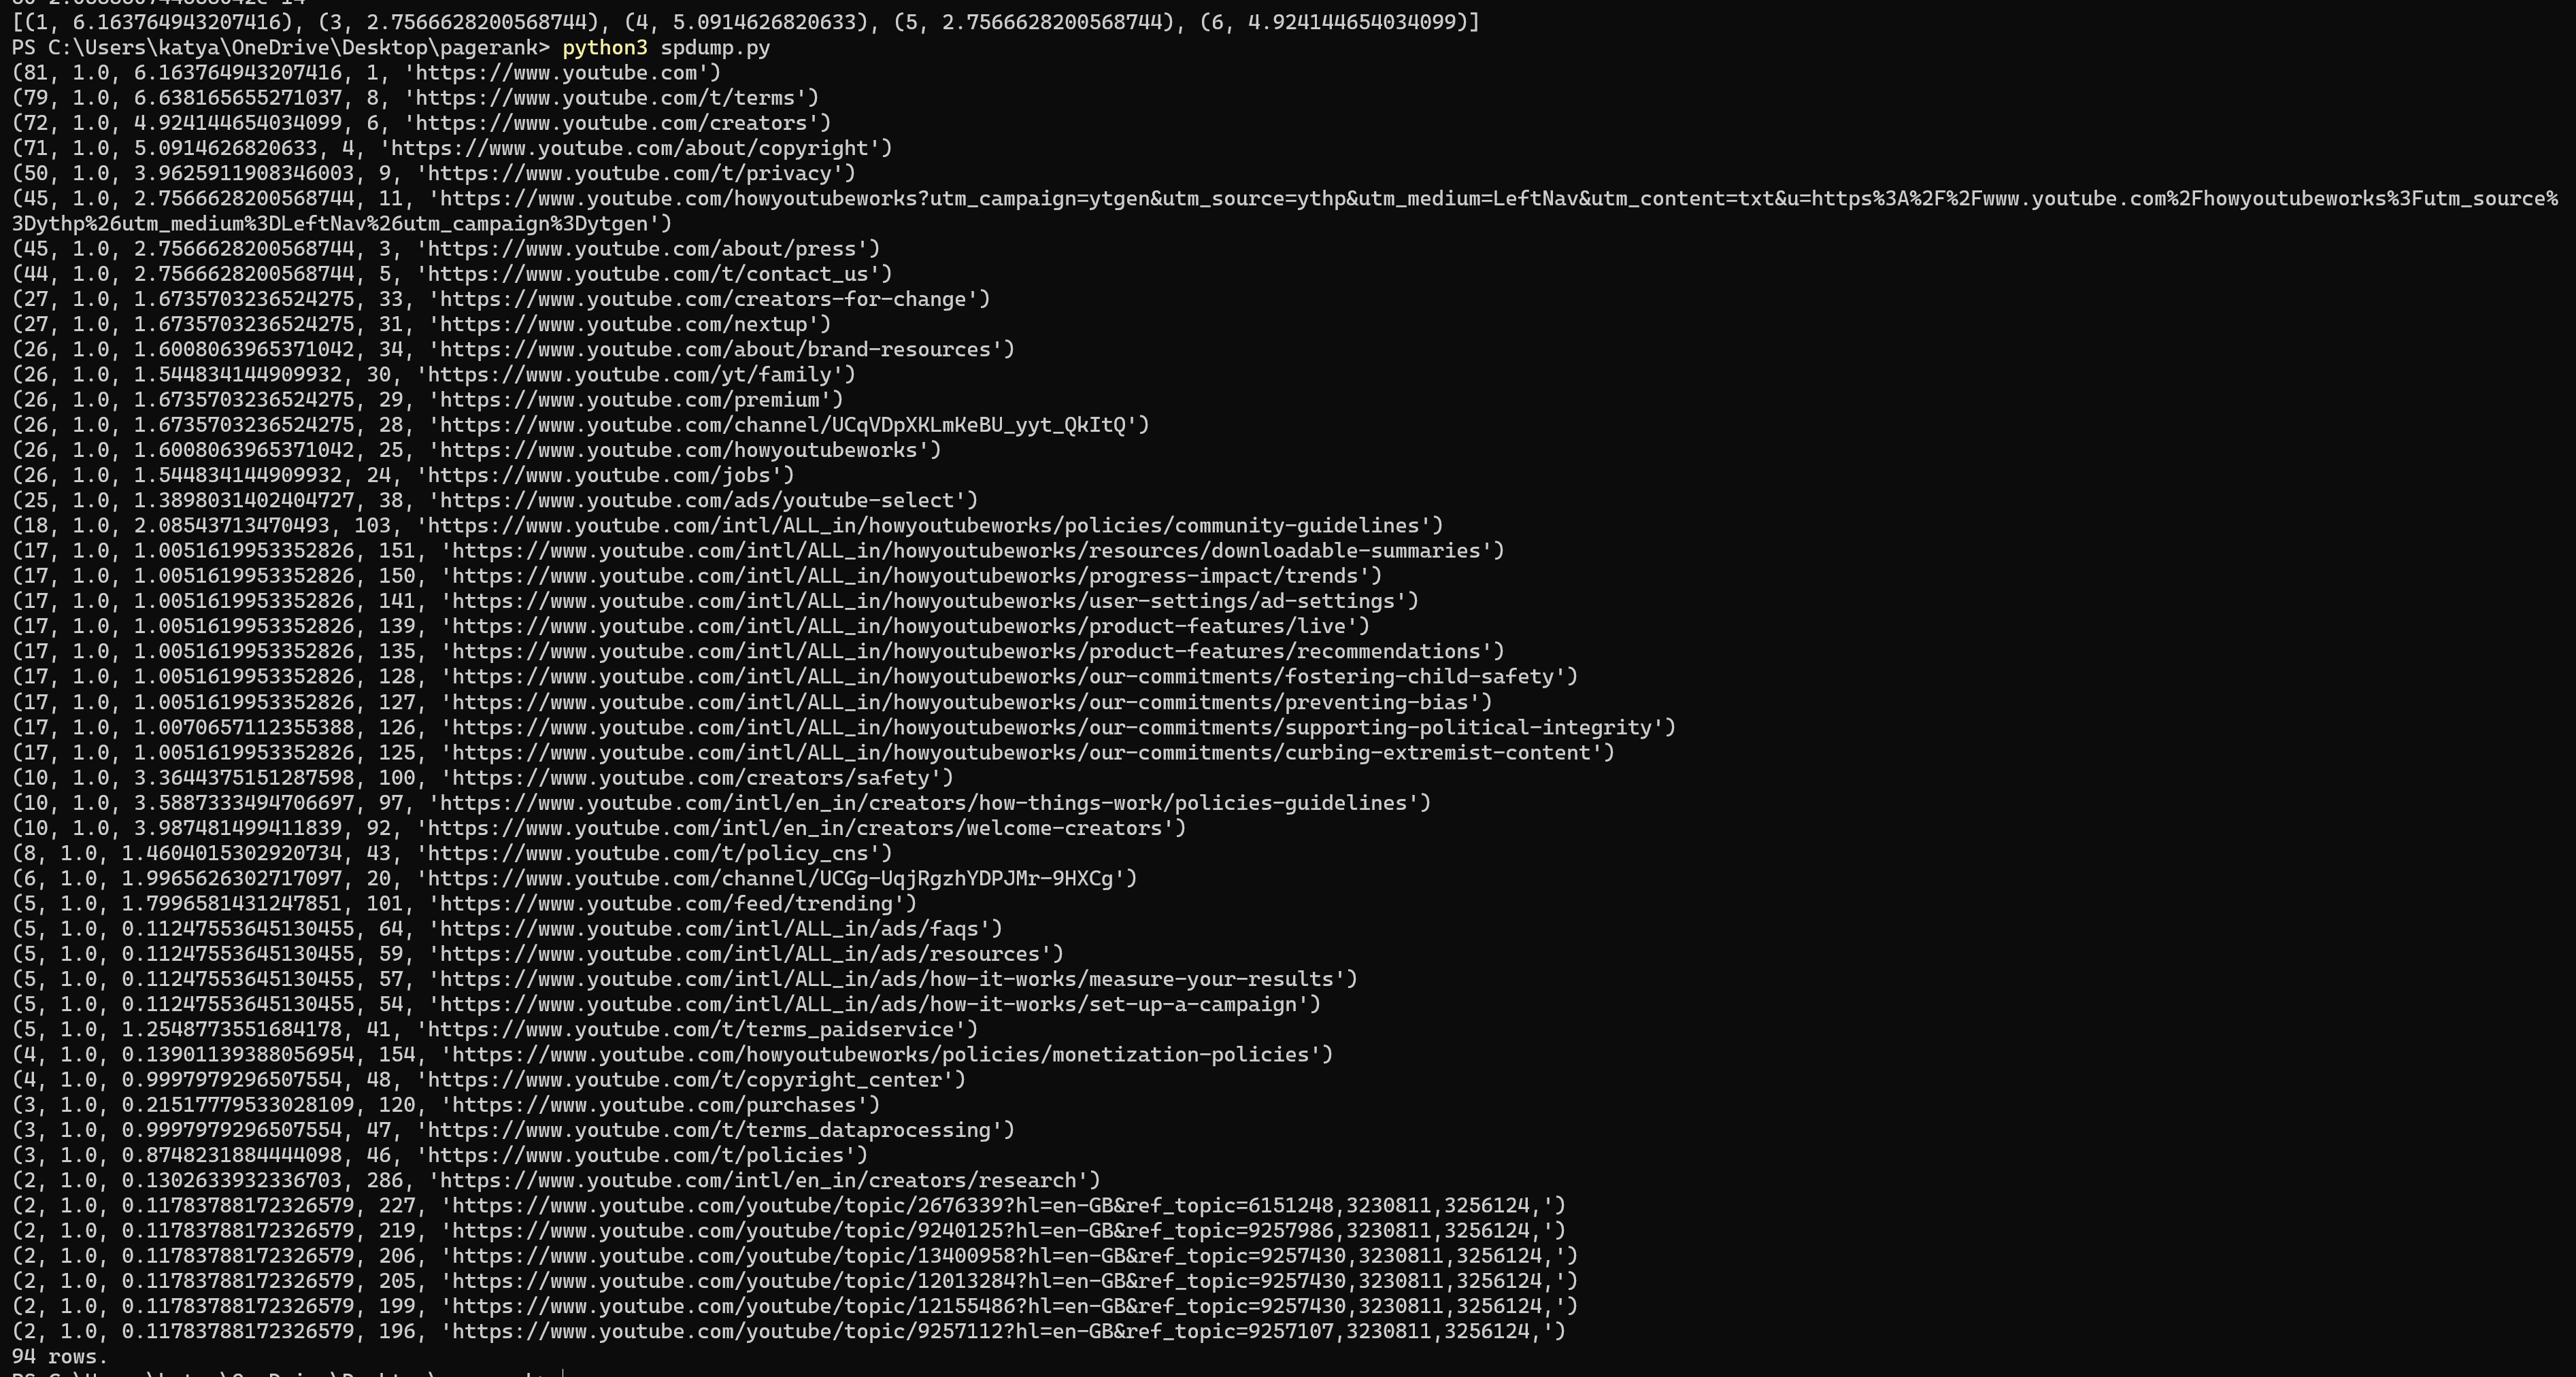 [(1, 6.163764943207416), (3, 2.7566628200568744), (4, 5.0914626820633), (5, 2.7566628200568744), (6, 4.924144654034099)]
PS C:\Users\katya\OneDrive\Desktop\pagerank> python3 spdump.py
(81, 1.0, 6.163764943207416, 1, 'https://www.youtube.com')
(79, 1.0, 6.638165655271037, 8, 'https://www.youtube.com/t/terms')
(72, 1.0, 4.924144654034099, 6, 'https://www.youtube.com/creators')
(71, 1.0, 5.0914626820633, 4, 'https://www.youtube.com/about/copyright')
(50, 1.0, 3.9625911908346003, 9, 'https://www.youtube.com/t/privacy')
(45, 1.0, 2.7566628200568744, 11, 'https://www.youtube.com/howyoutubeworks?utm_campaign=ytgen&utm_source=ythp&utm_medium=LeftNav&utm_content=txt&u=https%3A%2F%2Fwww.youtube.com%2Fhowyoutubeworks%3Futm_source%
3Dythp%26utm_medium%3DLeftNav%26utm_campaign%3Dytgen')
(45, 1.0, 2.7566628200568744, 3, 'https://www.youtube.com/about/press')
(44, 1.0, 2.7566628200568744, 5, 'https://www.youtube.com/t/contact_us')
(27, 1.0, 1.6735703236524275, 33, 'https://www.youtube.com/creators-for-change')
(27, 1.0, 1.6735703236524275, 31, 'https://www.youtube.com/nextup')
(26, 1.0, 1.6008063965371042, 34, 'https://www.youtube.com/about/brand-resources')
(26, 1.0, 1.544834144909932, 30, 'https://www.youtube.com/yt/family')
(26, 1.0, 1.6735703236524275, 29, 'https://www.youtube.com/premium')
(26, 1.0, 1.6735703236524275, 28, 'https://www.youtube.com/channel/UCqVDpXKLmKeBU_yyt_QkItQ')
(26, 1.0, 1.6008063965371042, 25, 'https://www.youtube.com/howyoutubeworks')
(26, 1.0, 1.544834144909932, 24, 'https://www.youtube.com/jobs')
(25, 1.0, 1.3898031402404727, 38, 'https://www.youtube.com/ads/youtube-select')
(18, 1.0, 2.08543713470493, 103, 'https://www.youtube.com/intl/ALL_in/howyoutubeworks/policies/community-guidelines')
(17, 1.0, 1.0051619953352826, 151, 'https://www.youtube.com/intl/ALL_in/howyoutubeworks/resources/downloadable-summaries')
(17, 1.0, 1.0051619953352826, 150, 'https://www.youtube.com/intl/ALL_in/howyoutubeworks/progress-impact/trends')
(17, 1.0, 1.0051619953352826, 141, 'https://www.youtube.com/intl/ALL_in/howyoutubeworks/user-settings/ad-settings')
(17, 1.0, 1.0051619953352826, 139, 'https://www.youtube.com/intl/ALL_in/howyoutubeworks/product-features/live')
(17, 1.0, 1.0051619953352826, 135, 'https://www.youtube.com/intl/ALL_in/howyoutubeworks/product-features/recommendations')
(17, 1.0, 1.0051619953352826, 128, 'https://www.youtube.com/intl/ALL_in/howyoutubeworks/our-commitments/fostering-child-safety')
(17, 1.0, 1.0051619953352826, 127, 'https://www.youtube.com/intl/ALL_in/howyoutubeworks/our-commitments/preventing-bias')
(17, 1.0, 1.0070657112355388, 126, 'https://www.youtube.com/intl/ALL_in/howyoutubeworks/our-commitments/supporting-political-integrity')
(17, 1.0, 1.0051619953352826, 125, 'https://www.youtube.com/intl/ALL_in/howyoutubeworks/our-commitments/curbing-extremist-content')
(10, 1.0, 3.3644375151287598, 100, 'https://www.youtube.com/creators/safety')
(10, 1.0, 3.5887333494706697, 97, 'https://www.youtube.com/intl/en_in/creators/how-things-work/policies-guidelines')
(10, 1.0, 3.987481499411839, 92, 'https://www.youtube.com/intl/en_in/creators/welcome-creators')
(8, 1.0, 1.4604015302920734, 43, 'https://www.youtube.com/t/policy_cns')
(6, 1.0, 1.9965626302717097, 20, 'https://www.youtube.com/channel/UCGg-UqjRgzhYDPJMr-9HXCg')
(5, 1.0, 1.7996581431247851, 101, 'https://www.youtube.com/feed/trending')
(5, 1.0, 0.11247553645130455, 64, 'https://www.youtube.com/intl/ALL_in/ads/faqs')
(5, 1.0, 0.11247553645130455, 59, 'https://www.youtube.com/intl/ALL_in/ads/resources')
(5, 1.0, 0.11247553645130455, 57, 'https://www.youtube.com/intl/ALL_in/ads/how-it-works/measure-your-results')
(5, 1.0, 0.11247553645130455, 54, 'https://www.youtube.com/intl/ALL_in/ads/how-it-works/set-up-a-campaign')
(5, 1.0, 1.2548773551684178, 41, 'https://www.youtube.com/t/terms_paidservice')
(4, 1.0, 0.13901139388056954, 154, 'https://www.youtube.com/howyoutubeworks/policies/monetization-policies')
(4, 1.0, 0.9997979296507554, 48, 'https://www.youtube.com/t/copyright_center')
(3, 1.0, 0.21517779533028109, 120, 'https://www.youtube.com/purchases')
(3, 1.0, 0.9997979296507554, 47, 'https://www.youtube.com/t/terms_dataprocessing')
(3, 1.0, 0.8748231884444098, 46, 'https://www.youtube.com/t/policies')
(2, 1.0, 0.1302633932336703, 286, 'https://www.youtube.com/intl/en_in/creators/research')
(2, 1.0, 0.11783788172326579, 227, 'https://www.youtube.com/youtube/topic/2676339?hl=en-GB&ref_topic=6151248,3230811,3256124,')
(2, 1.0, 0.11783788172326579, 219, 'https://www.youtube.com/youtube/topic/9240125?hl=en-GB&ref_topic=9257986,3230811,3256124,')
(2, 1.0, 0.11783788172326579, 206, 'https://www.youtube.com/youtube/topic/13400958?hl=en-GB&ref_topic=9257430,3230811,3256124,')
(2, 1.0, 0.11783788172326579, 205, 'https://www.youtube.com/youtube/topic/12013284?hl=en-GB&ref_topic=9257430,3230811,3256124,')
(2, 1.0, 0.11783788172326579, 199, 'https://www.youtube.com/youtube/topic/12155486?hl=en-GB&ref_topic=9257430,3230811,3256124,')
(2, 1.0, 0.11783788172326579, 196, 'https://www.youtube.com/youtube/topic/9257112?hl=en-GB&ref_topic=9257107,3230811,3256124,')
94 rows.